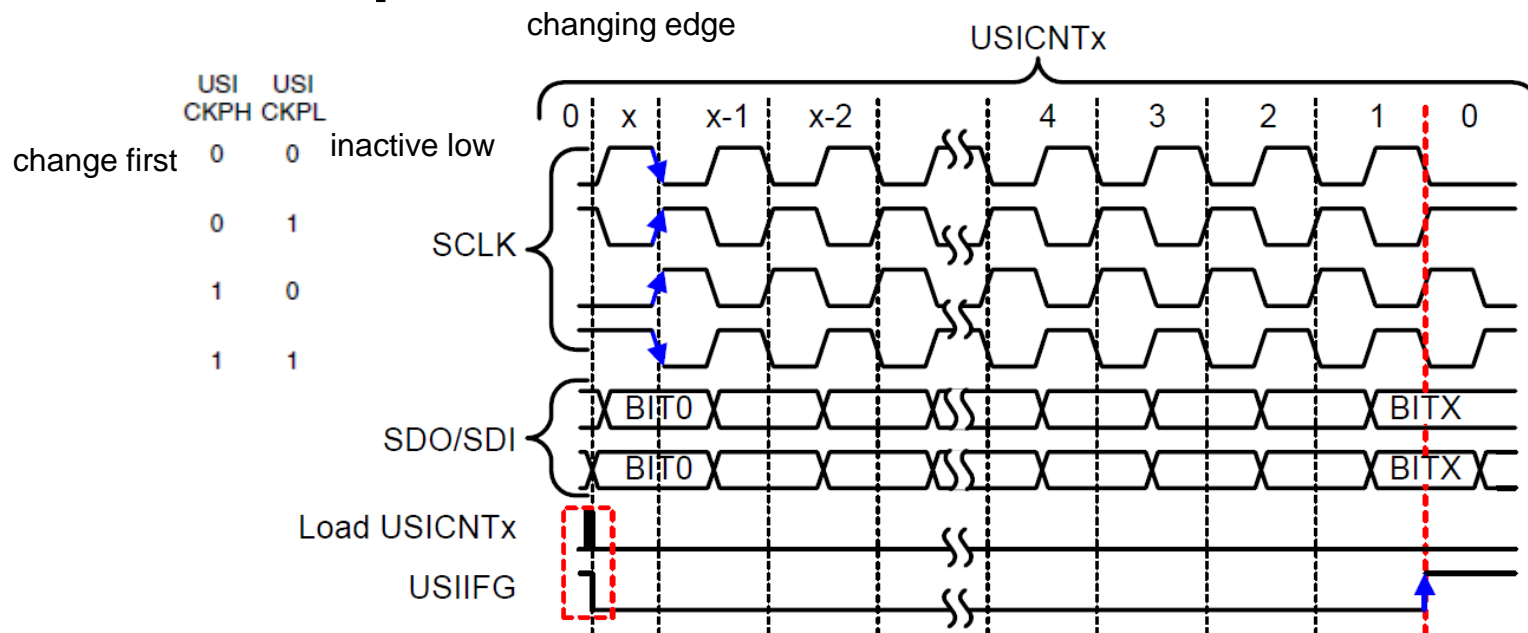 changing edge
USICNTx
USI USI
CKPH CKPL
0 x x-1 x-2 4 3 2 1 0
change first 0 0 inactive low
0 1
SCLK
1 0
1 1
BIT0 BITX
SDO/SDI
BIT0 BITX
Load USICNTx
USIIFG